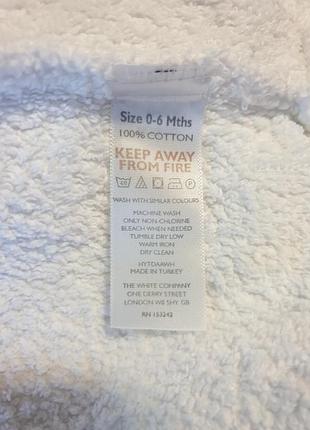 Size 0-6 Mths
100% COTTON
KEEP AWAY
FROM FIRE
40 P
WASH WITH SIMILAR COLOURS
MACHINE WASH
ONLY NON-CHLORINE
BLEACH WHEN NEEDED
TUMBLE DRY LOW
WARM IRON
DRY CLEAN
HYTDAAWH
MADE IN TURKEY
THE WHITE COMPANY
ONE DERRY STREET
LONDON W8 5HY. GB
RN 153242